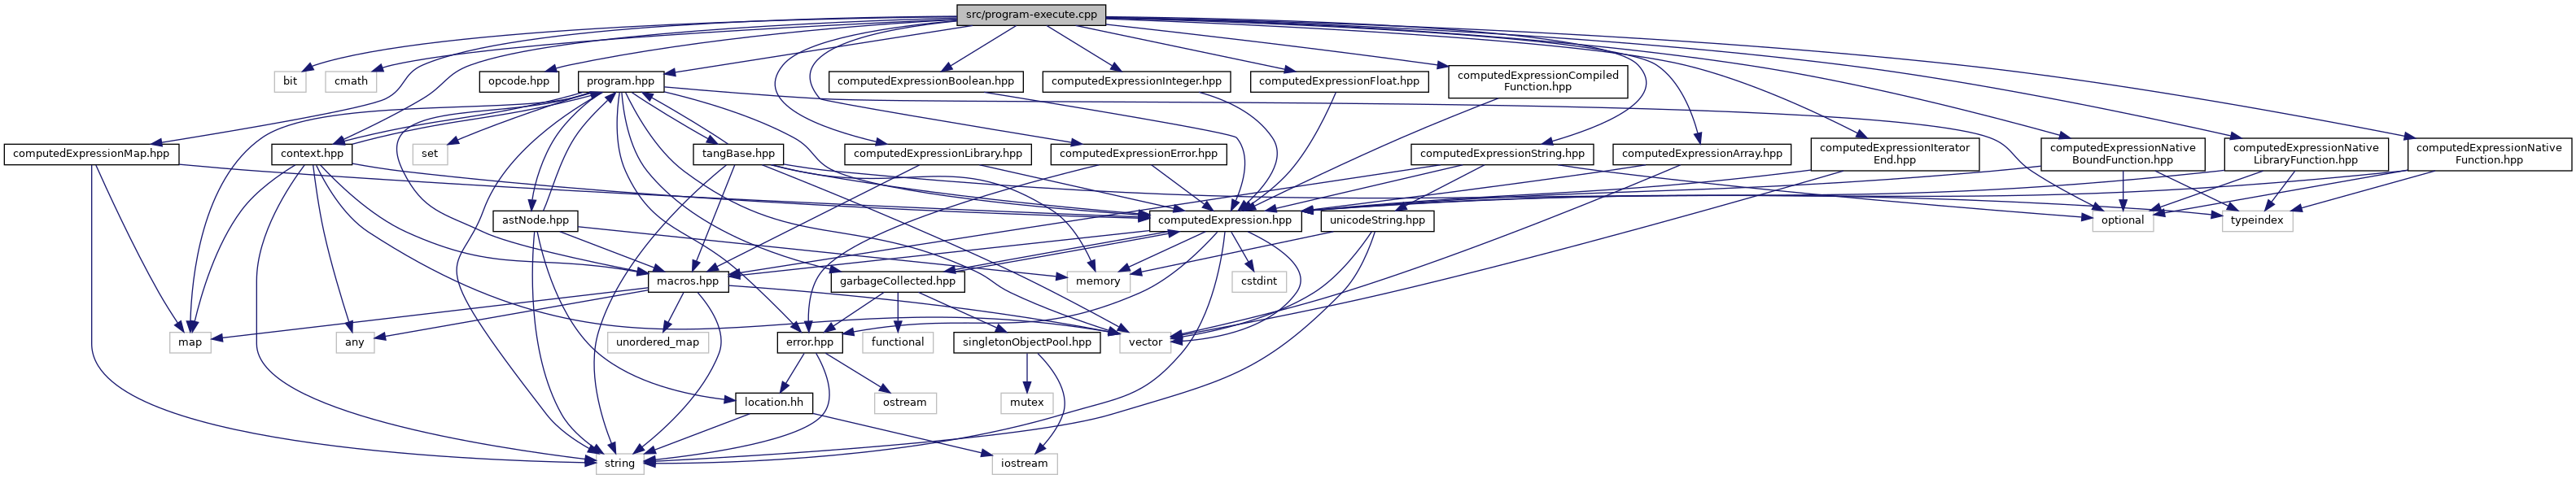 src/program-execute.cpp
bit
cmath
opcode.hpp
program.hpp
computedExpressionBoolean.hpp
computedExpressionInteger.hpp
computedExpressionFloat.hpp
computedExpressionCompiled
Function.hpp
computedExpressionMap.hpp
context.hpp
set
tangBase.hpp
computedExpressionLibrary.hpp
computedExpressionError.hpp
computedExpressionString.hpp
computedExpressionArray.hpp
computedExpressionIterator
End.hpp
computedExpressionNative
BoundFunction.hpp
computedExpressionNative
LibraryFunction.hpp
computedExpressionNative
Function.hpp
astNode.hpp
computedExpression.hpp
unicodeString.hpp
optional
typeindex
macros.hpp
garbageCollected.hpp
memory
cstdint
map
any
unordered_map
error.hpp
functional
singletonObjectPool.hpp
vector
location.hh
ostream
mutex
string
iostream